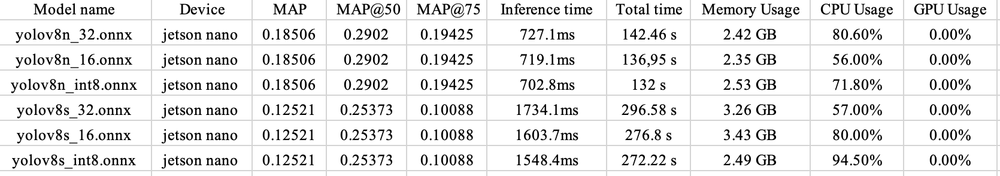 Model name Device MAP MAP@50 MAP@75 Inference time Total time Memory Usage CPU Usage GPU Usage
yolov8n_32.onnx jetson nano 0.18506 0.2902 0.19425 727.1ms 142.46 s 2.42 GB 80.60% 0.00%
yolov8n_16.onnx jetson nano 0.18506 0.2902 0.19425 719.1ms 136,95 s 2.35 GB 56.00% 0.00%
yolov8n_int8.onnx jetson nano 0.18506 0.2902 0.19425 702.8ms 132 s 2.53 GB 71.80% 0.00%
yolov8s_32.onnx jetson nano 0.12521 0.25373 0.10088 1734.1ms 296.58 s 3.26 GB 57.00% 0.00%
yolov8s_16.onnx jetson nano 0.12521 0.25373 0.10088 1603.7ms 276.8 s 3.43 GB 80.00% 0.00%
yolov8s_int8.onnx jetson nano 0.12521 0.25373 0.10088 1548.4ms 272.22 s 2.49 GB 94.50% 0.00%